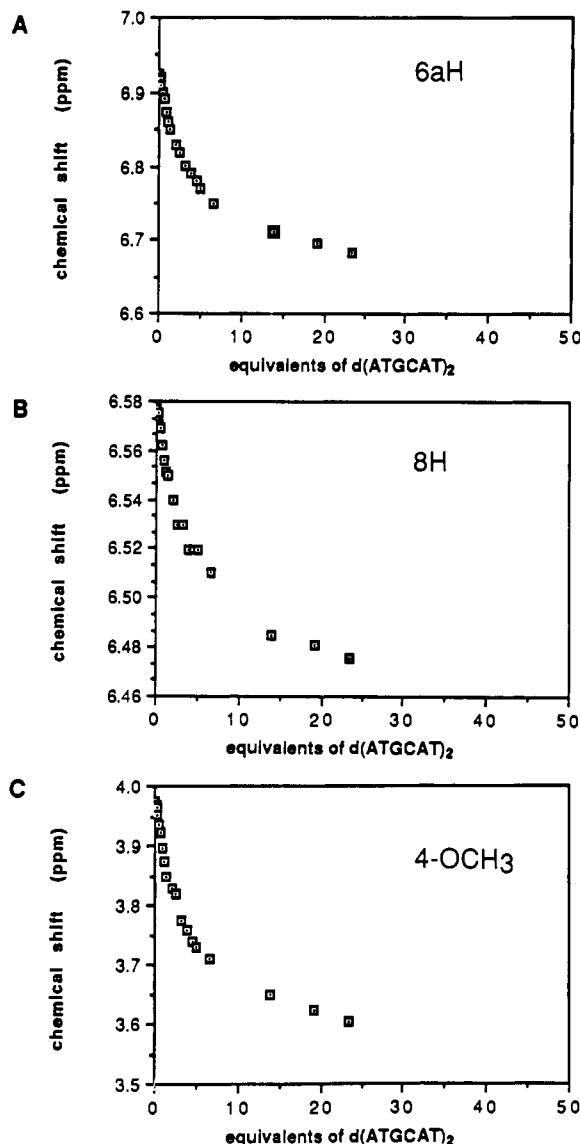 A
7.0
6.9
6.8
6.7
6.6
chemical shift (ppm)
6aH
0 10 20 30 40 50
equivalents of d(ATGCAT)2
B
6.58
6.56
6.54
6.52
6.50
6.48
6.46
chemical shift (ppm)
8H
0 10 20 30 40 50
equivalents of d(ATGCAT)2
C
4.0
3.9
3.8
3.7
3.6
3.5
chemical shift (ppm)
4-OCH3
0 10 20 30 40 50
equivalents of d(ATGCAT)2